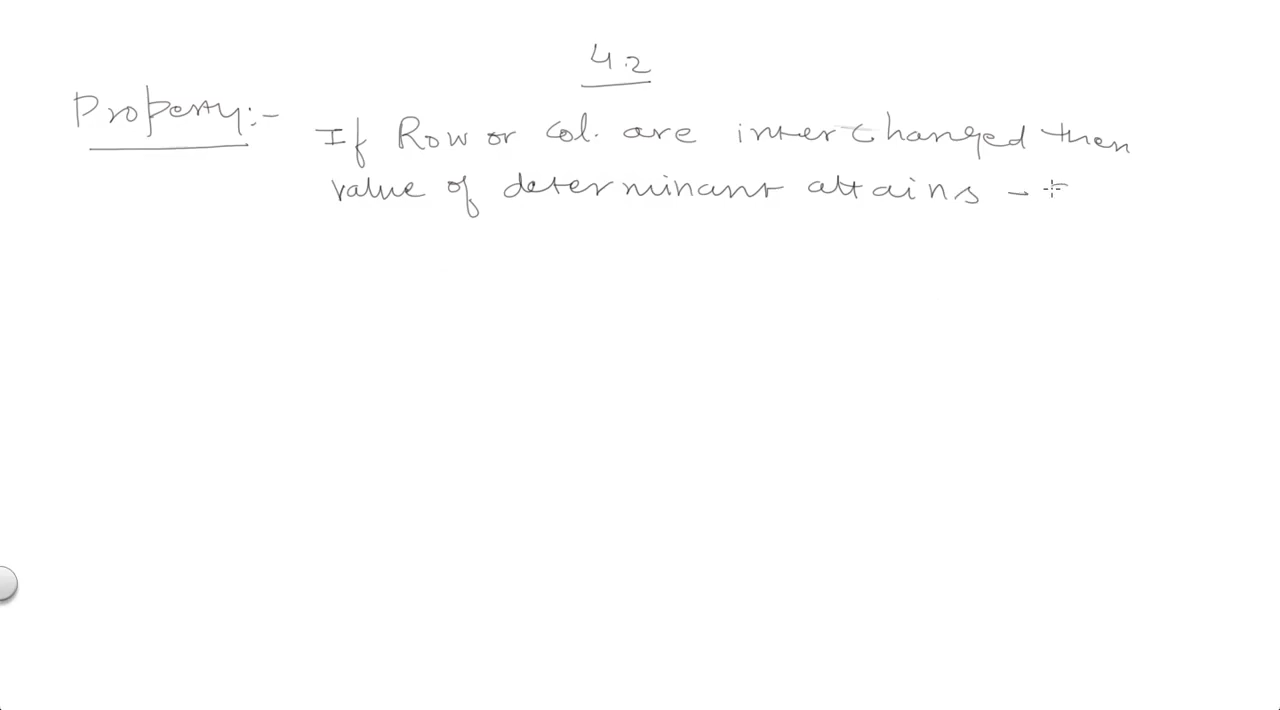 4.2
Property:-
If Row or Col. are interchanged then
value of determinant attains -